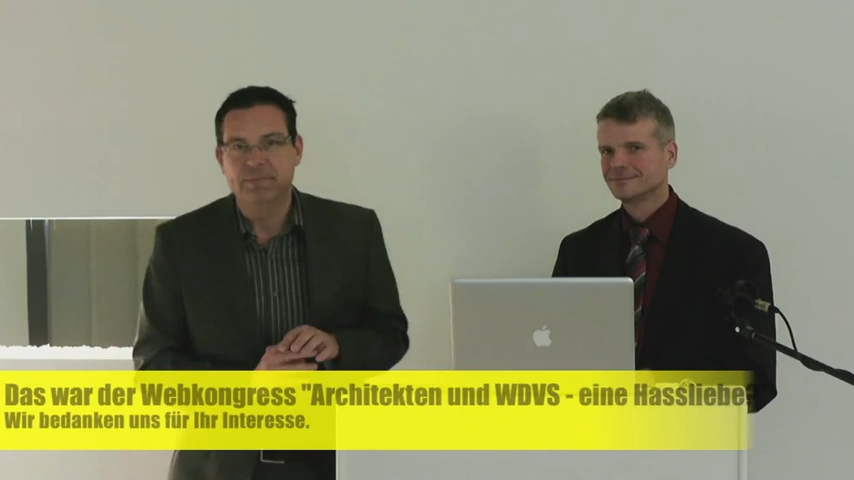 Das war der Webkongress "Architekten und WDVS - eine Hassliebe?
Wir bedanken uns für Ihr Interesse.